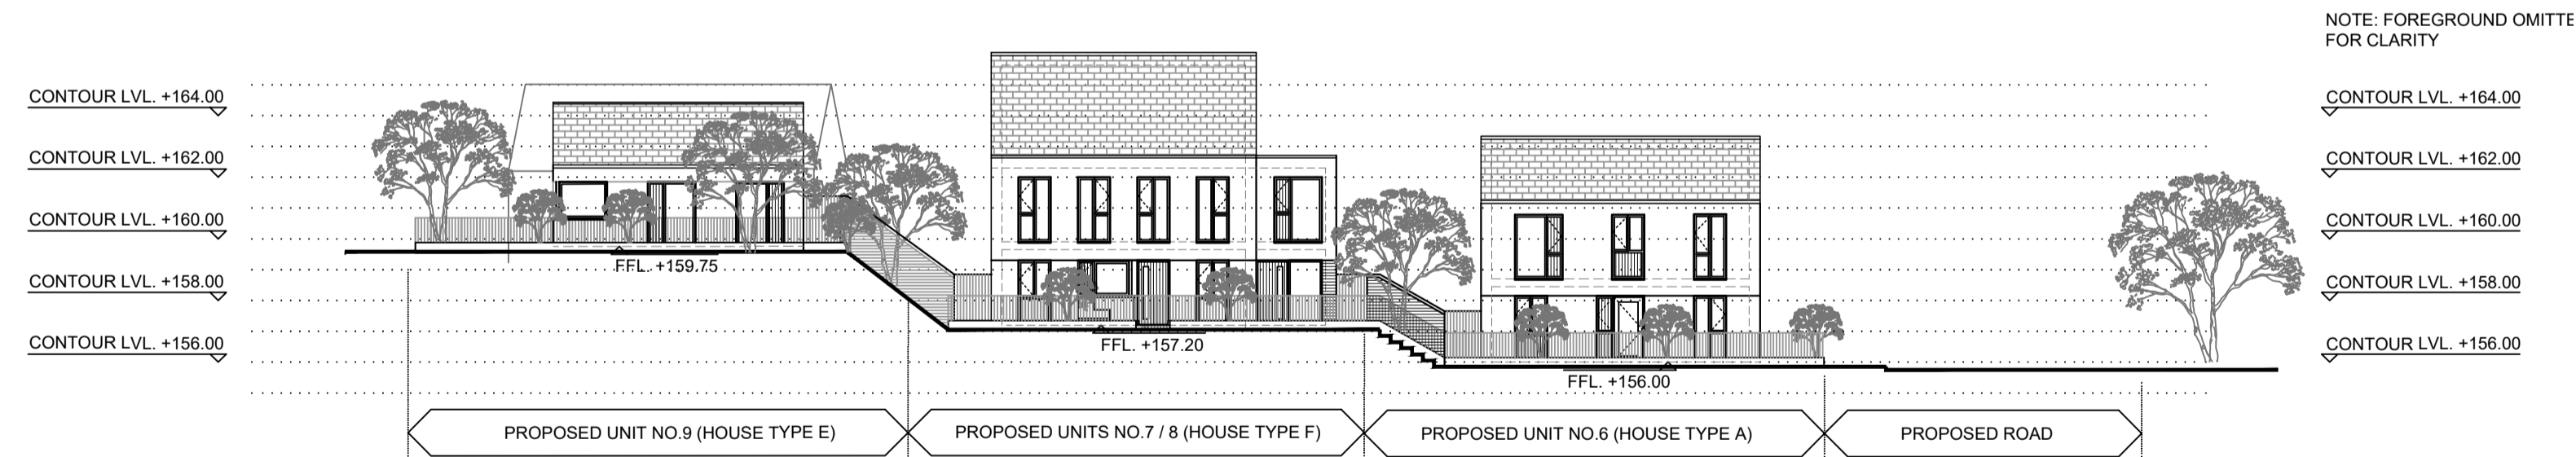 NOTE: FOREGROUND OMITTE
FOR CLARITY
CONTOUR LVL. +164.00
CONTOUR LVL. +164.00
CONTOUR LVL. +162.00
CONTOUR LVL. +162.00
CONTOUR LVL. +160.00
CONTOUR LVL. +160.00
FFL. +159.75
CONTOUR LVL. +158.00
CONTOUR LVL. +158.00
CONTOUR LVL. +156.00
FFL. +157.20
CONTOUR LVL. +156.00
FFL. +156.00
PROPOSED UNIT NO.9 (HOUSE TYPE E)
PROPOSED UNITS NO.7 / 8 (HOUSE TYPE F)
PROPOSED UNIT NO.6 (HOUSE TYPE A)
PROPOSED ROAD